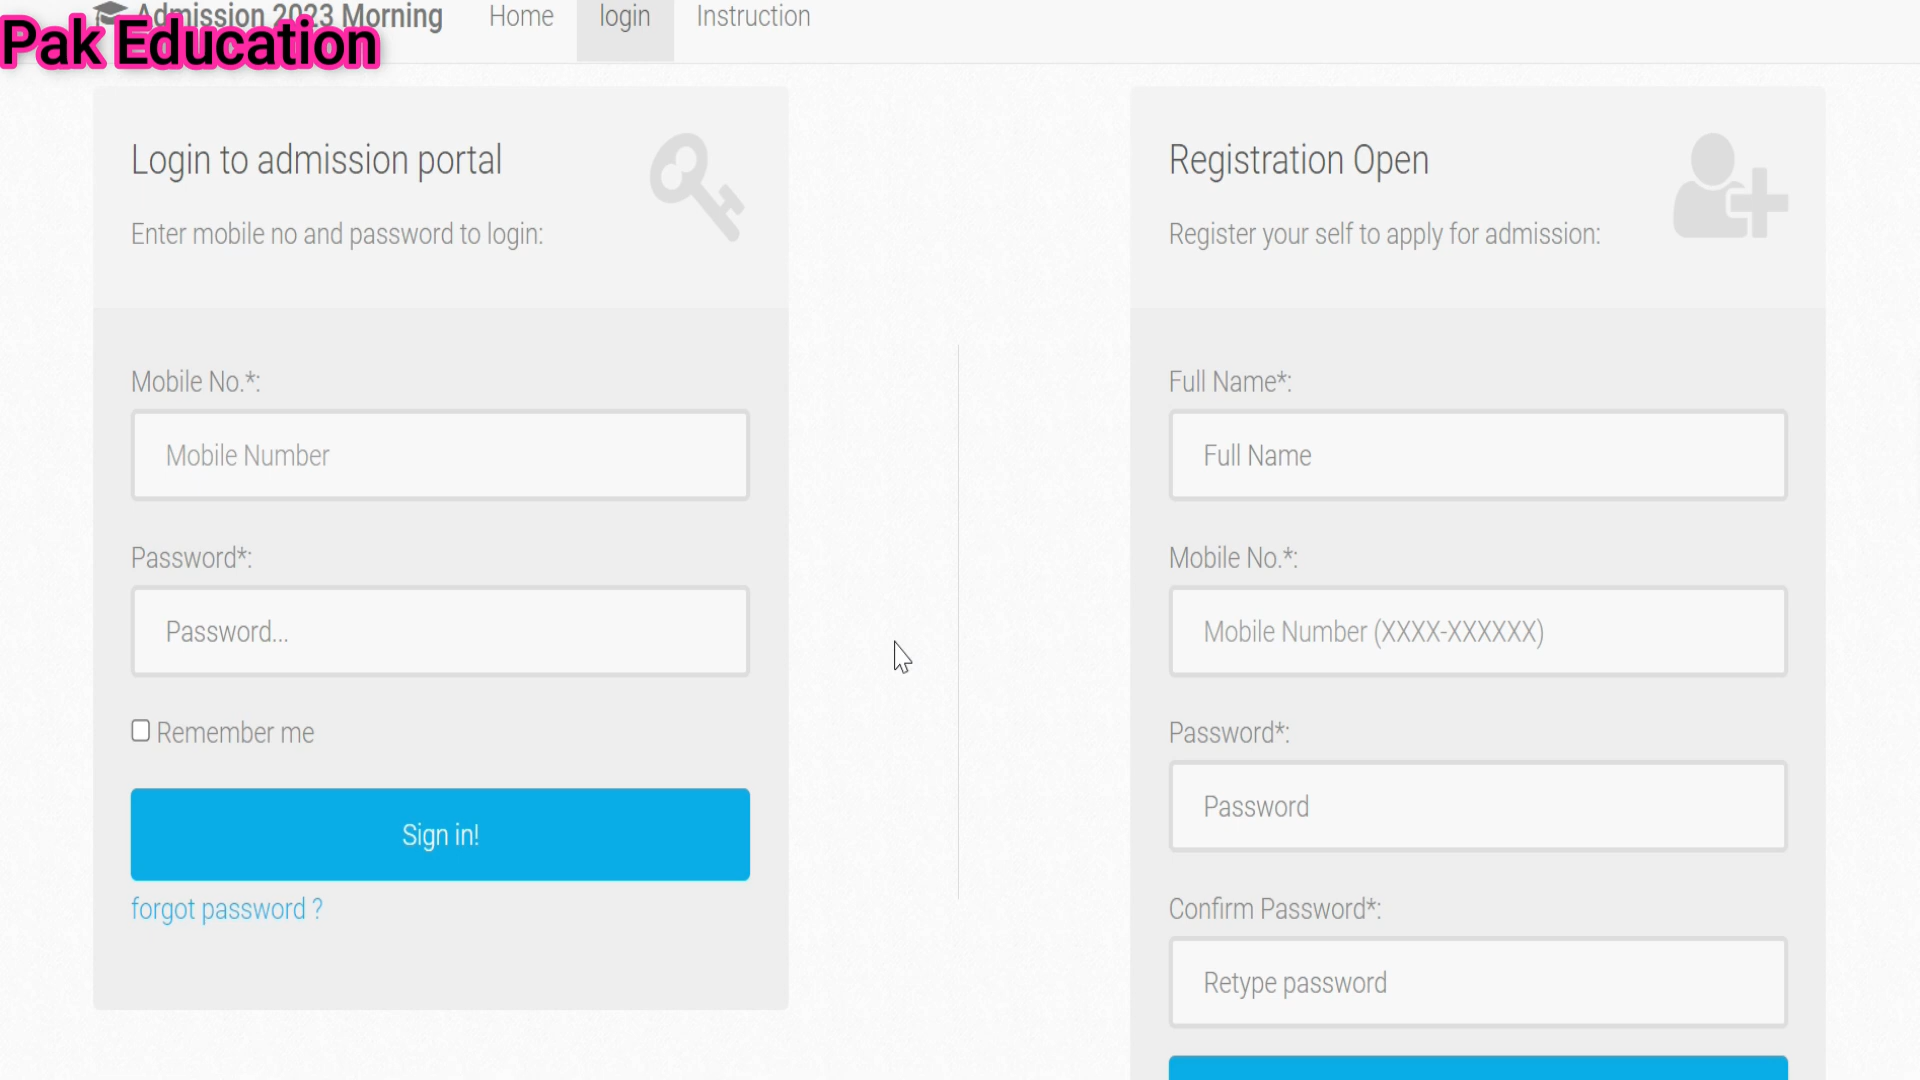 Admission 2023 Morning Home login Instruction
Pak Education
Login to admission portal
Enter mobile no and password to login:
Mobile No.*:
Mobile Number
Password*:
Password...
Remember me
Sign in!
forgot password ?
Registration Open
Register your self to apply for admission:
Full Name*:
Full Name
Mobile No.*:
Mobile Number (XXXX-XXXXXX)
Password*:
Password
Confirm Password*:
Retype password